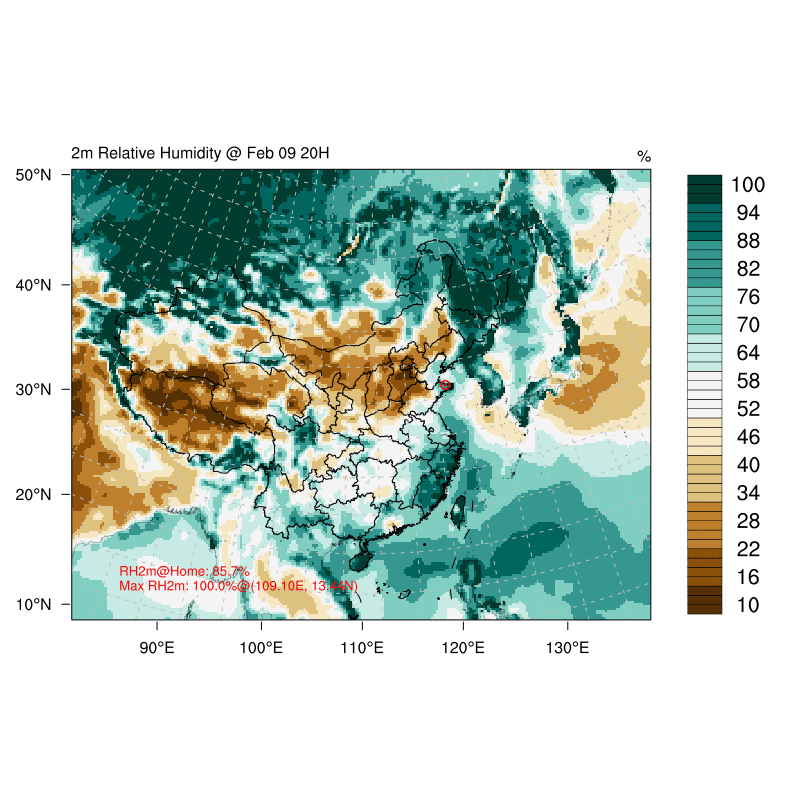 2m Relative Humidity @ Feb 09 20H
%
50°N
40°N
30°N
20°N
10°N
90°E
100°E
110°E
120°E
130°E
100
94
88
82
76
70
64
58
52
46
40
34
28
22
16
10
RH2m@Home: 85.7%
Max RH2m: 100.0%@(109.10E,